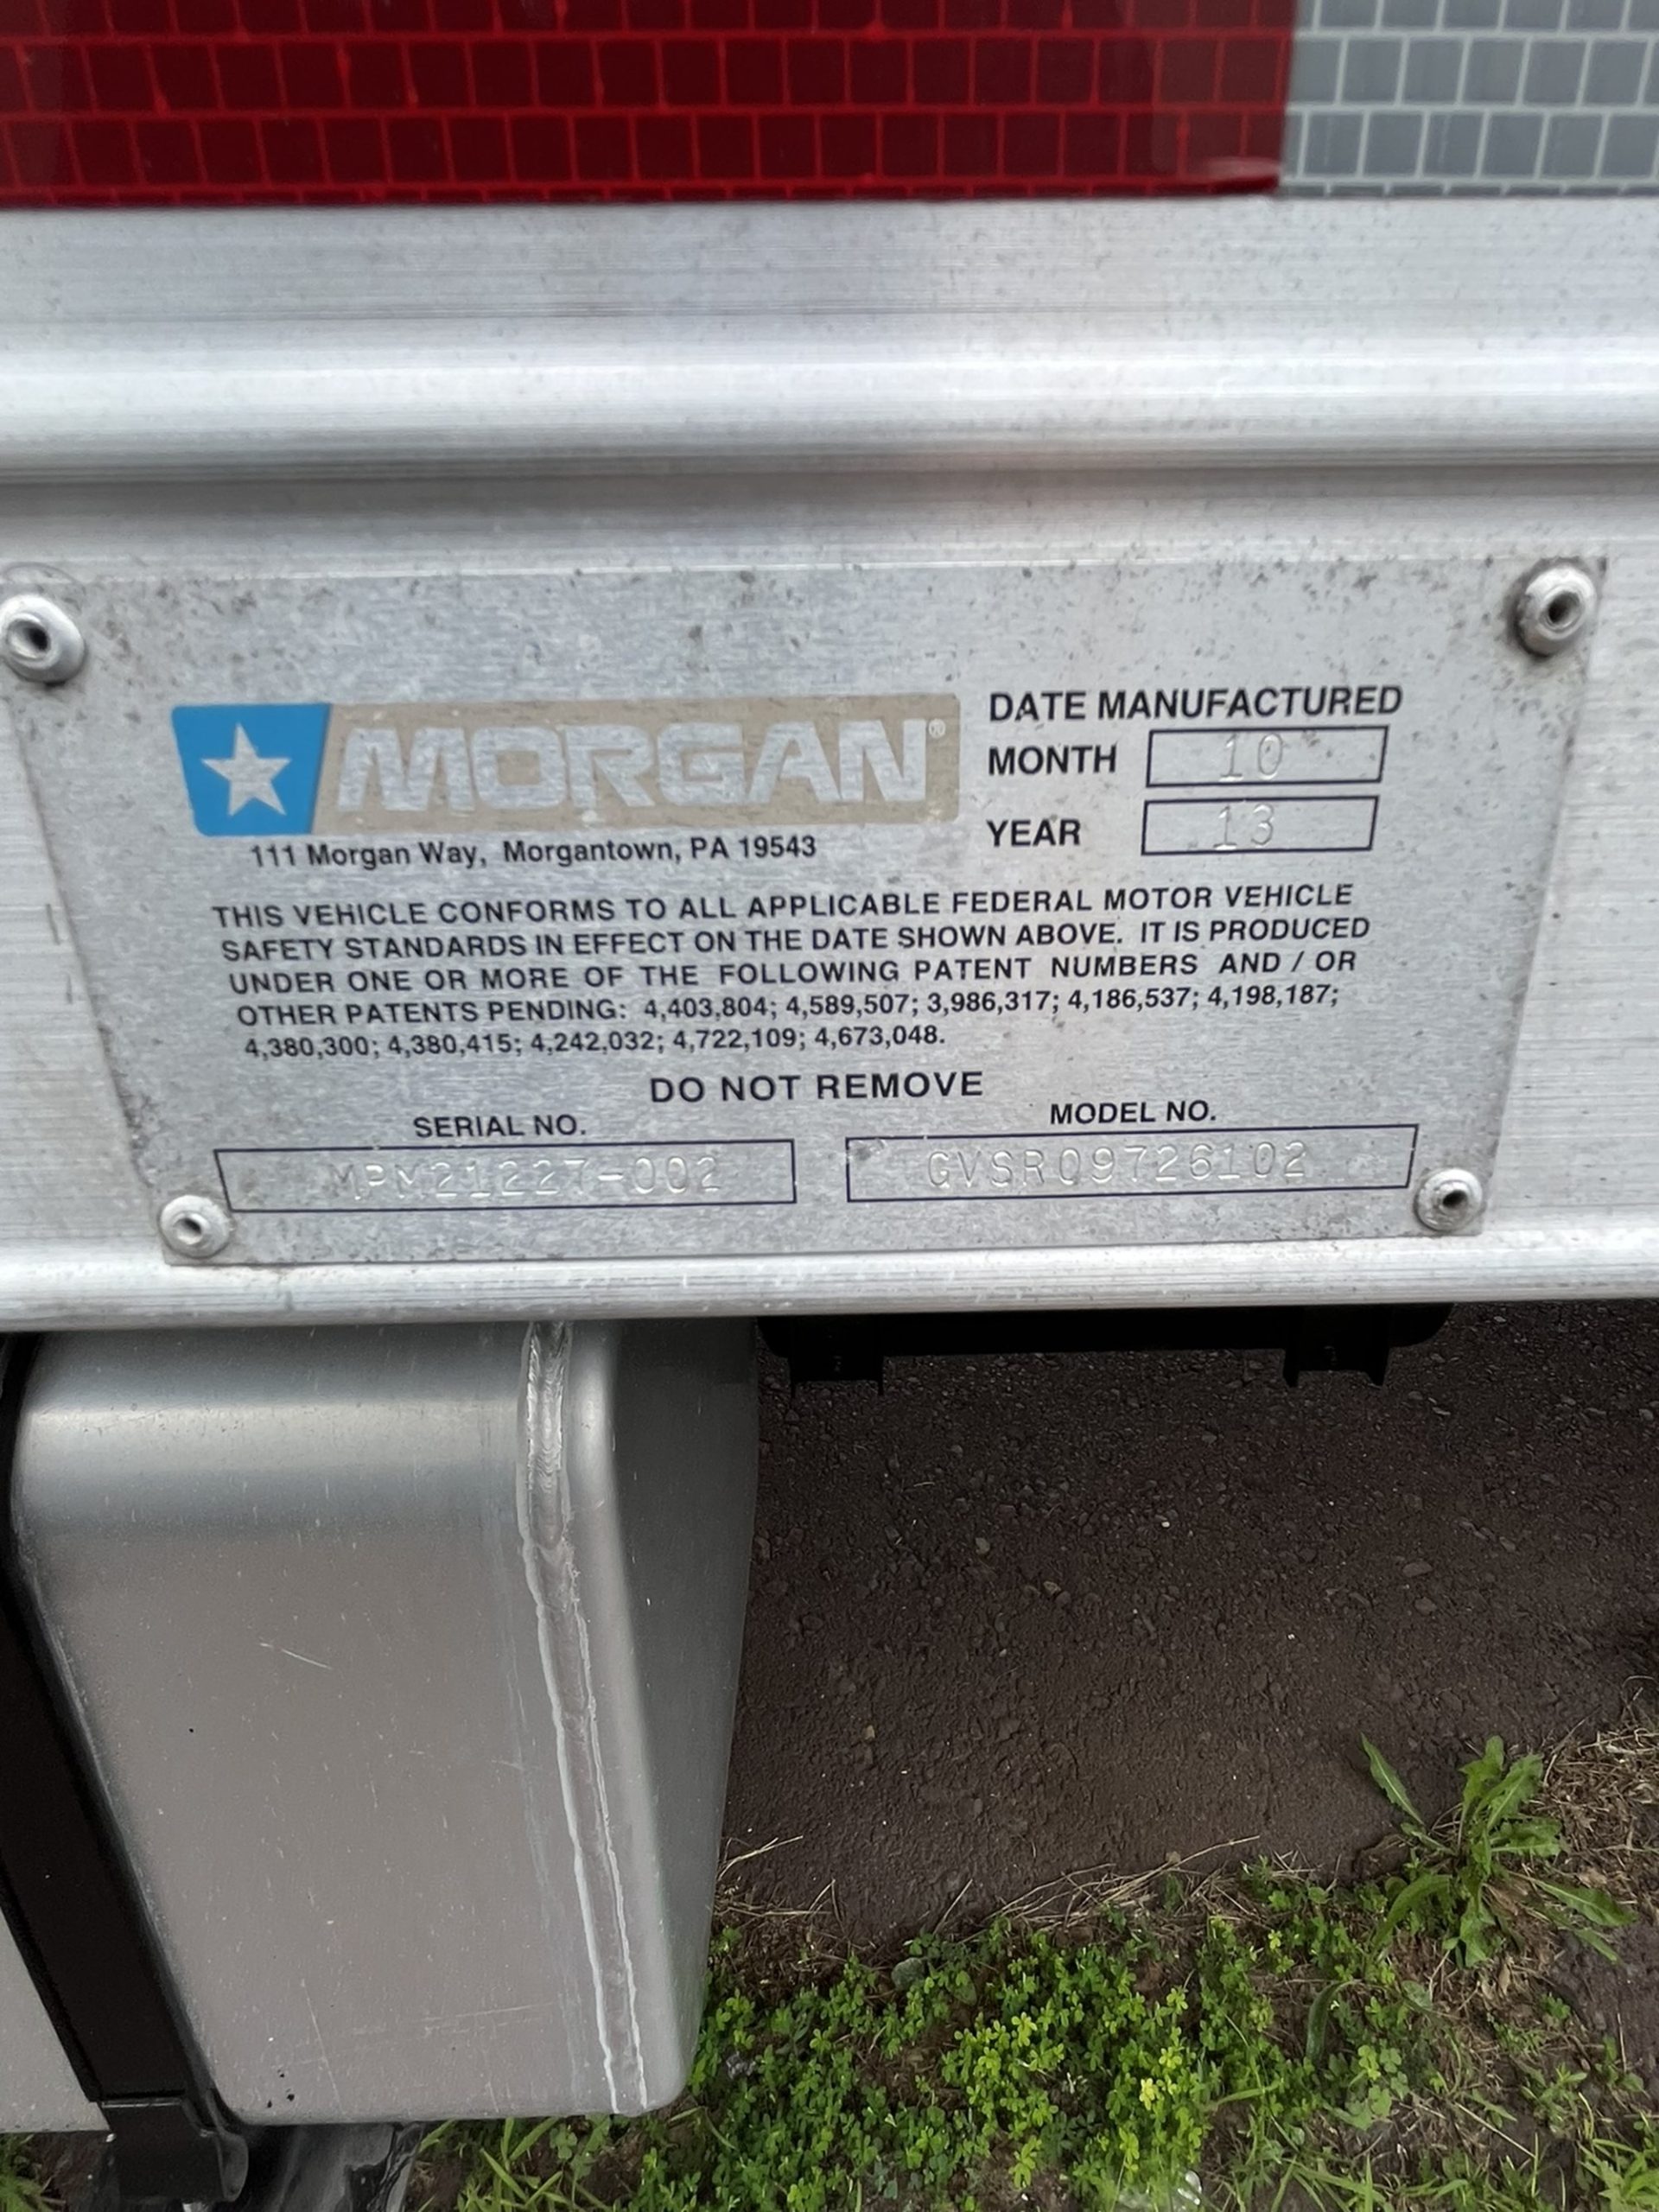 MORGAN®
111 Morgan Way, Morgantown, PA 19543
DATE MANUFACTURED
MONTH 10
YEAR 13
THIS VEHICLE CONFORMS TO ALL APPLICABLE FEDERAL MOTOR VEHICLE
SAFETY STANDARDS IN EFFECT ON THE DATE SHOWN ABOVE. IT IS PRODUCED
UNDER ONE OR MORE OF THE FOLLOWING PATENT NUMBERS AND / OR
OTHER PATENTS PENDING: 4,403,804; 4,589,507; 3,986,317; 4,186,537; 4,198,187;
4,380,300; 4,380,415; 4,242,032; 4,722,109; 4,673,048.
DO NOT REMOVE
SERIAL NO.
MPM21227-002
MODEL NO.
GVSR09726102